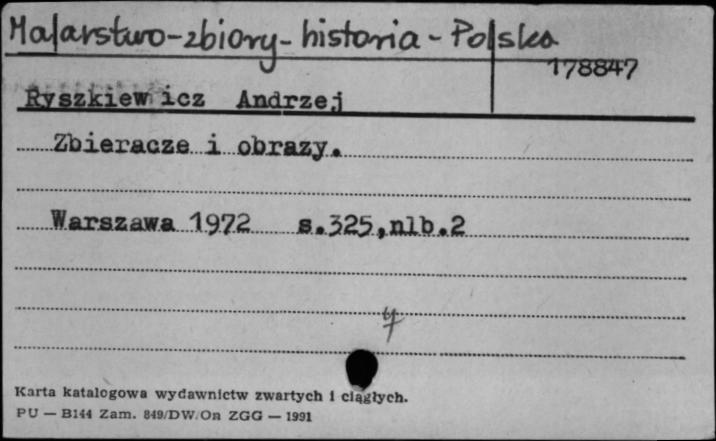 Malarstwo-zbiory-historia-Polska
178847
Ryszkiewicz Andrzej
Zbieracze i obrazy.
Warszawa 1972 s.325,nlb.2
Karta katalogowa wydawnictw zwartych i ciągłych.
PU — B144 Zam. 849/DW/On ZGG — 1991